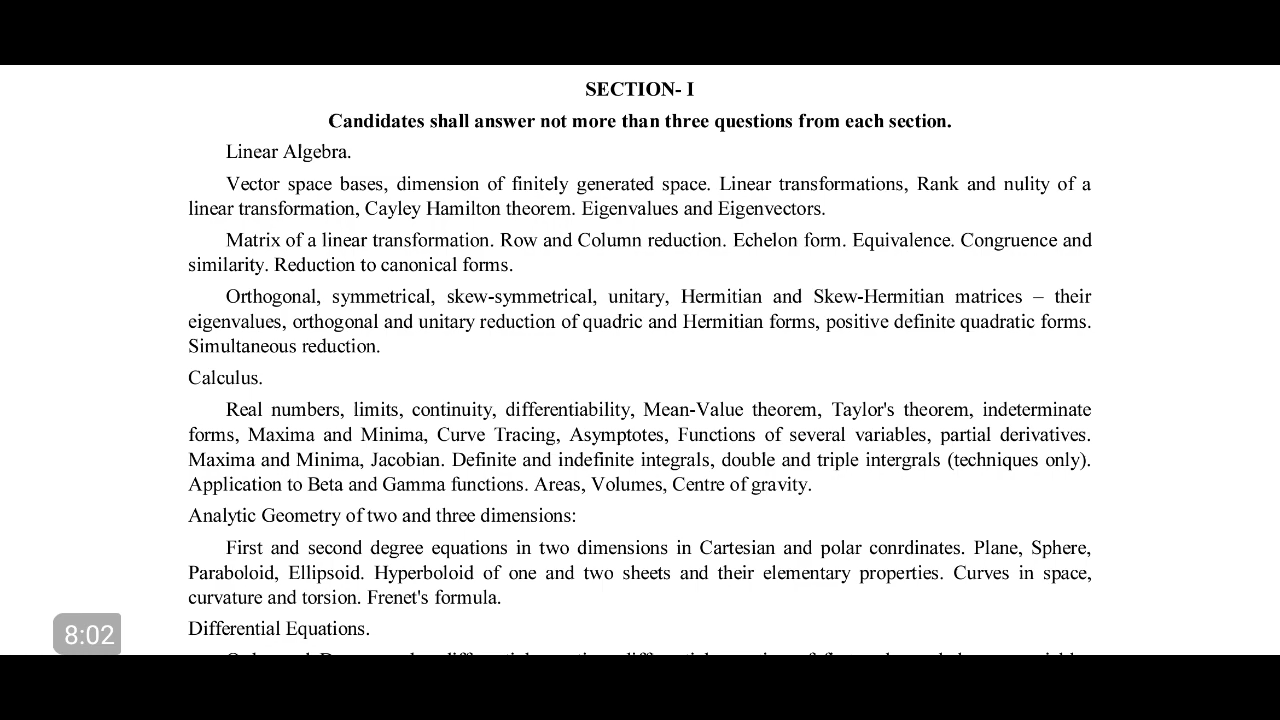 SECTION- I
Candidates shall answer not more than three questions from each section.
Linear Algebra.
Vector space bases, dimension of finitely generated space. Linear transformations, Rank and nulity of a
linear transformation, Cayley Hamilton theorem. Eigenvalues and Eigenvectors.
Matrix of a linear transformation. Row and Column reduction. Echelon form. Equivalence. Congruence and
similarity. Reduction to canonical forms.
Orthogonal, symmetrical, skew-symmetrical, unitary, Hermitian and Skew-Hermitian matrices – their
eigenvalues, orthogonal and unitary reduction of quadric and Hermitian forms, positive definite quadratic forms.
Simultaneous reduction.
Calculus.
Real numbers, limits, continuity, differentiability, Mean-Value theorem, Taylor's theorem, indeterminate
forms, Maxima and Minima, Curve Tracing, Asymptotes, Functions of several variables, partial derivatives.
Maxima and Minima, Jacobian. Definite and indefinite integrals, double and triple intergrals (techniques only).
Application to Beta and Gamma functions. Areas, Volumes, Centre of gravity.
Analytic Geometry of two and three dimensions:
First and second degree equations in two dimensions in Cartesian and polar conrdinates. Plane, Sphere,
Paraboloid, Ellipsoid. Hyperboloid of one and two sheets and their elementary properties. Curves in space,
curvature and torsion. Frenet's formula.
Differential Equations.
8:02